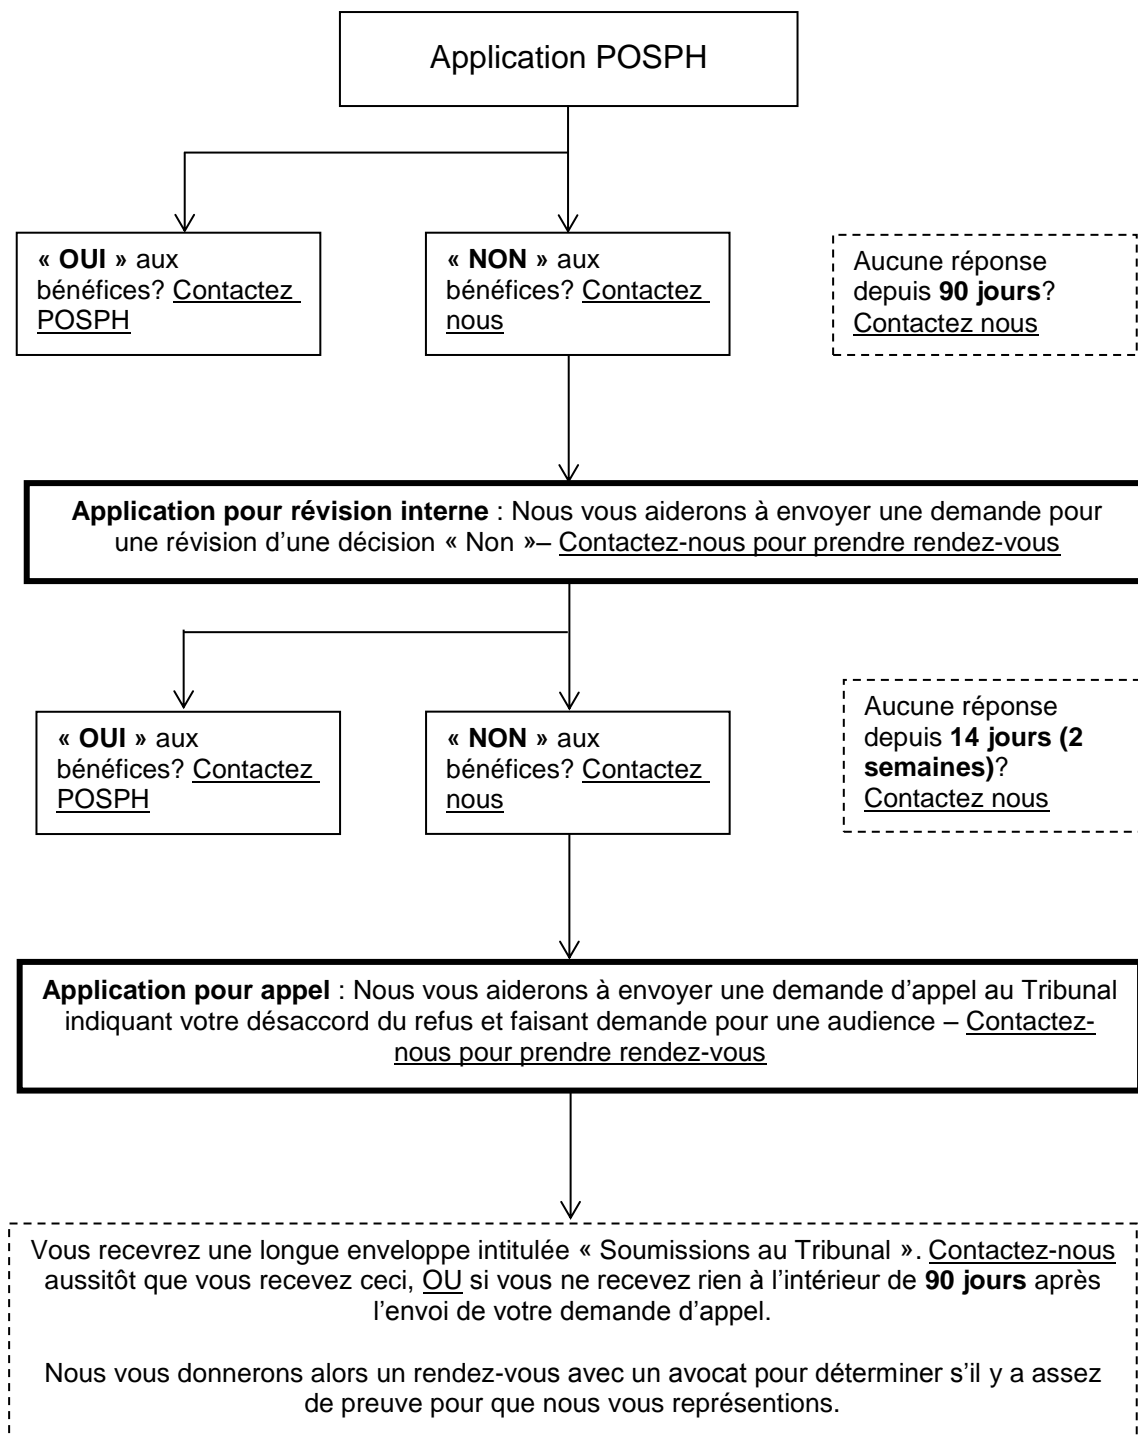 Application POSPH
« OUI » aux
bénéfices? Contactez
POSPH
« NON » aux
bénéfices? Contactez
nous
Aucune réponse
depuis 90 jours?
Contactez nous
Application pour révision interne : Nous vous aiderons à envoyer une demande pour
une révision d’une décision « Non »– Contactez-nous pour prendre rendez-vous
« OUI » aux
bénéfices? Contactez
POSPH
« NON » aux
bénéfices? Contactez
nous
Aucune réponse
depuis 14 jours (2
semaines)?
Contactez nous
Application pour appel : Nous vous aiderons à envoyer une demande d’appel au Tribunal
indiquant votre désaccord du refus et faisant demande pour une audience – Contactez-
nous pour prendre rendez-vous
Vous recevrez une longue enveloppe intitulée « Soumissions au Tribunal ». Contactez-nous
aussitôt que vous recevez ceci, OU si vous ne recevez rien à l’intérieur de 90 jours après
l’envoi de votre demande d’appel.
Nous vous donnerons alors un rendez-vous avec un avocat pour déterminer s’il y a assez
de preuve pour que nous vous représentions.